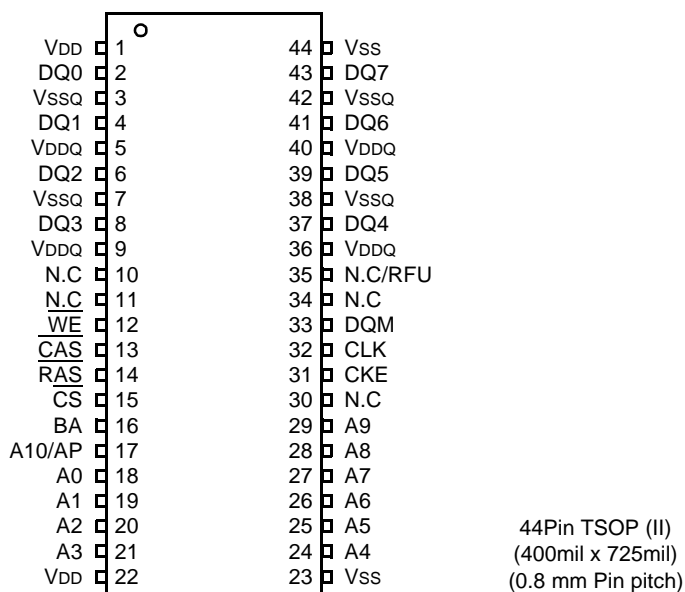 VDD 1 44 VSS
DQ0 2 43 DQ7
VSSQ 3 42 VSSQ
DQ1 4 41 DQ6
VDDQ 5 40 VDDQ
DQ2 6 39 DQ5
VSSQ 7 38 VSSQ
DQ3 8 37 DQ4
VDDQ 9 36 VDDQ
N.C 10 35 N.C/RFU
N.C 11 34 N.C
WE 12 33 DQM
CAS 13 32 CLK
RAS 14 31 CKE
CS 15 30 N.C
BA 16 29 A9
A10/AP 17 28 A8
A0 18 27 A7
A1 19 26 A6
A2 20 25 A5
A3 21 24 A4
VDD 22 23 VSS
44Pin TSOP (II)
(400mil x 725mil)
(0.8 mm Pin pitch)